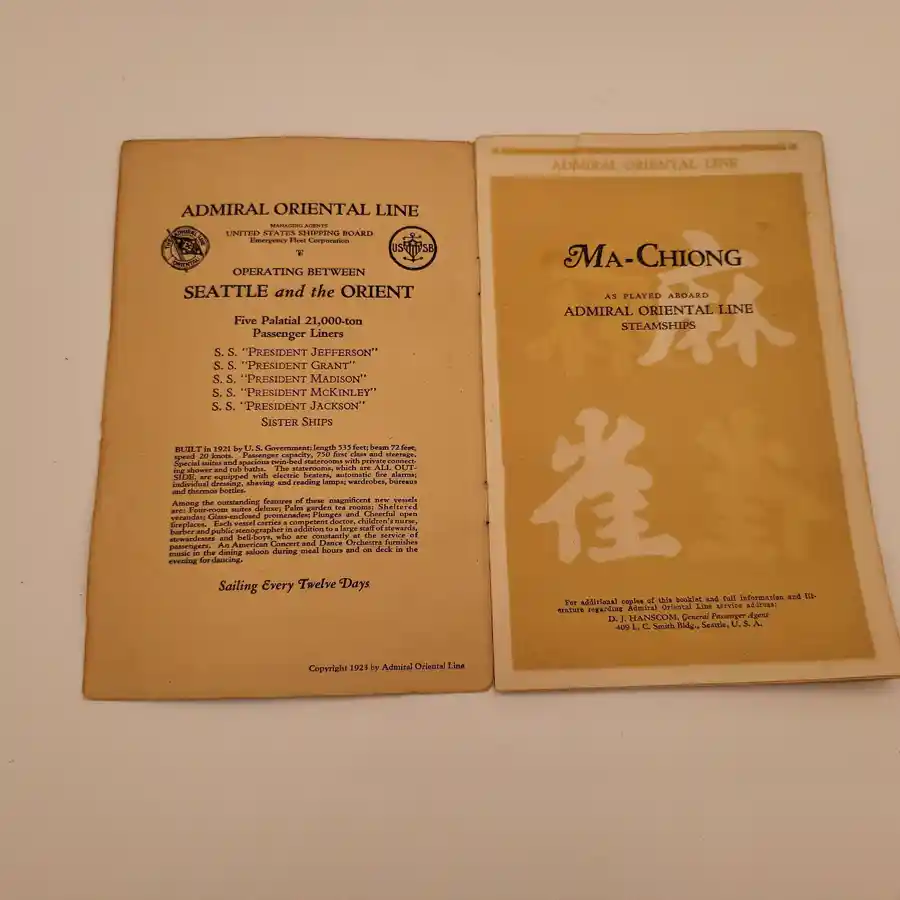 ADMIRAL ORIENTAL LINE
MANAGING AGENTS
UNITED STATES SHIPPING BOARD
Emergency Fleet Corporation
THE ADMIRAL LINE
ORIENTAL
US SB
OPERATING BETWEEN
SEATTLE and the ORIENT
Five Palatial 21,000-ton
Passenger Liners
S. S. "PRESIDENT JEFFERSON"
S. S. "PRESIDENT GRANT"
S. S. "PRESIDENT MADISON"
S. S. "PRESIDENT MCKINLEY"
S. S. "PRESIDENT JACKSON"
SISTER SHIPS
BUILT in 1921 by U. S. Government; length 535 feet; beam 72 feet,
speed 20 knots. Passenger capacity, 750 first class and steerage.
Special suites and spacious twin-bed staterooms with private connect-
ing shower and tub baths. The staterooms, which are ALL OUT-
SIDE, are equipped with electric heaters, automatic fire alarms;
individual dressing, shaving and reading lamps; wardrobes, bureaus
and thermos bottles.
Among the outstanding features of these magnificent new vessels
are: Four-room suites deluxe; Palm garden tea rooms; Sheltered
verandas; Glass-enclosed promenades; Plunges and Cheerful open
fireplaces. Each vessel carries a competent doctor, children's nurse,
barber and public stenographer in addition to a large staff of stewards,
stewardesses and bell-boys, who are constantly at the service of
passengers. An American Concert and Dance Orchestra furnishes
music in the dining saloon during meal hours and on deck in the
evening for dancing.
Sailing Every Twelve Days
Copyright 1923 by Admiral Oriental Line
ADMIRAL ORIENTAL LINE
MA-CHIONG
AS PLAYED ABOARD
ADMIRAL ORIENTAL LINE
STEAMSHIPS
麻
雀
For additional copies of this booklet and full information and lit-
erature regarding Admiral Oriental Line service address:
D. J. HANSCOM, General Passenger Agent
409 L. C. Smith Bldg., Seattle, U. S. A.